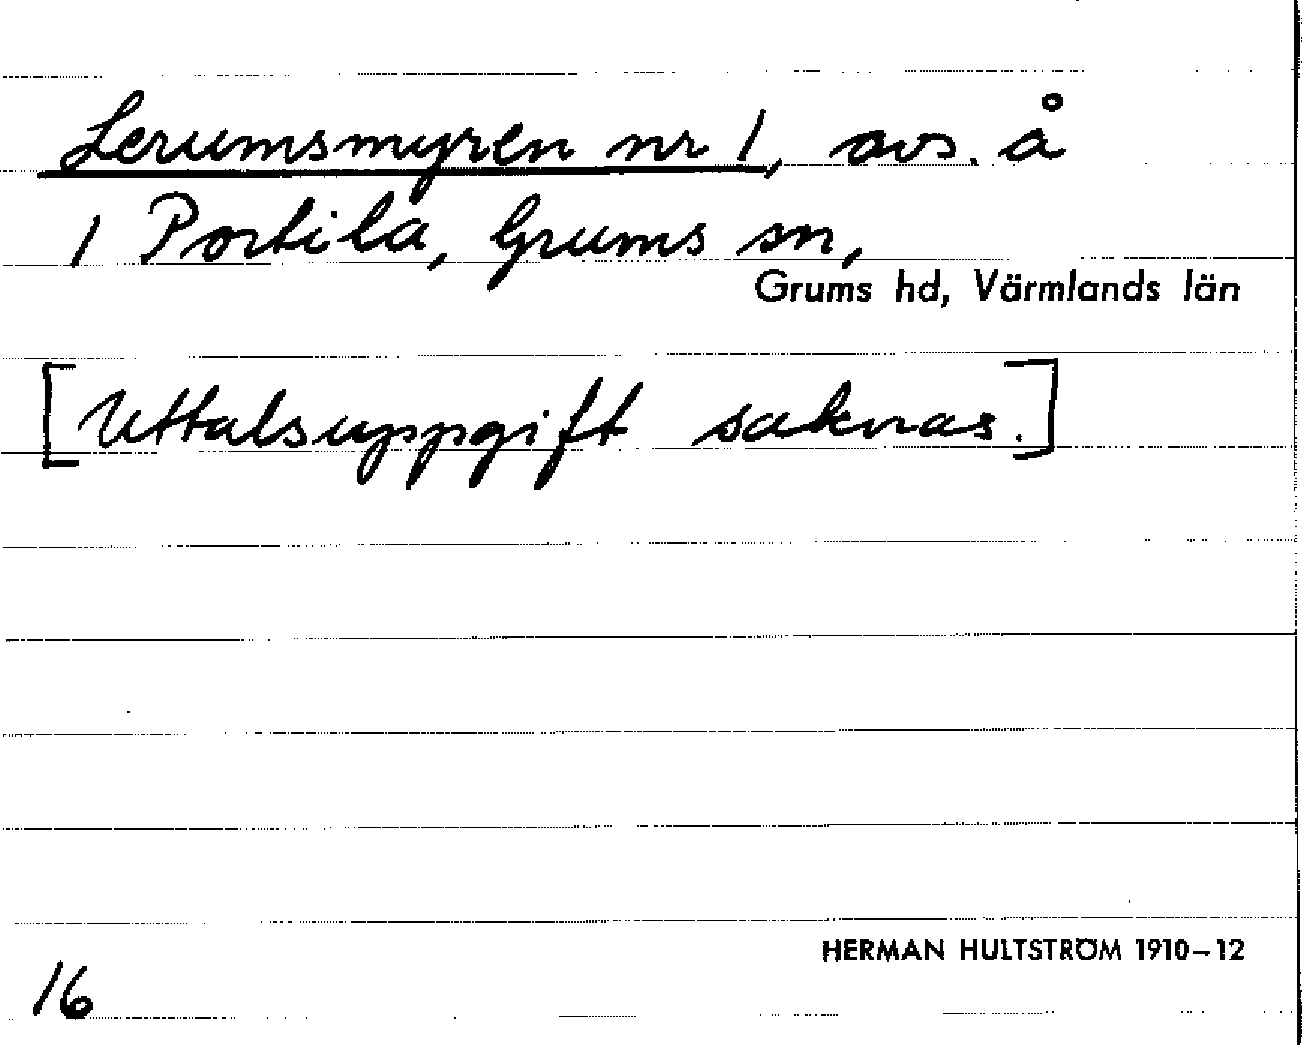 Lerumsmyren nr 1, avs. å
1 Portila, Grums sn,
Grums hd, Värmlands län
[Uttalsuppgift saknas.]
HERMAN HULTSTRÖM 1910–12
16